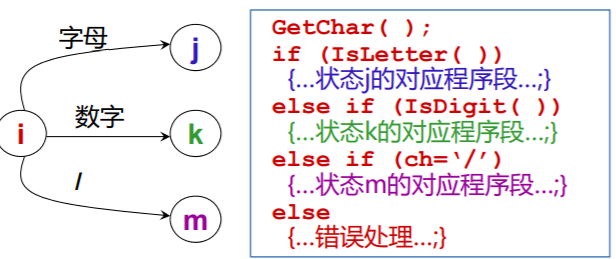 字母
j
i
数字
k
/
m
GetChar( );
if (IsLetter( ))
{…状态j的对应程序段…;}
else if (IsDigit( ))
{…状态k的对应程序段…;}
else if (ch=‘/’)
{…状态m的对应程序段…;}
else
{…错误处理…;}